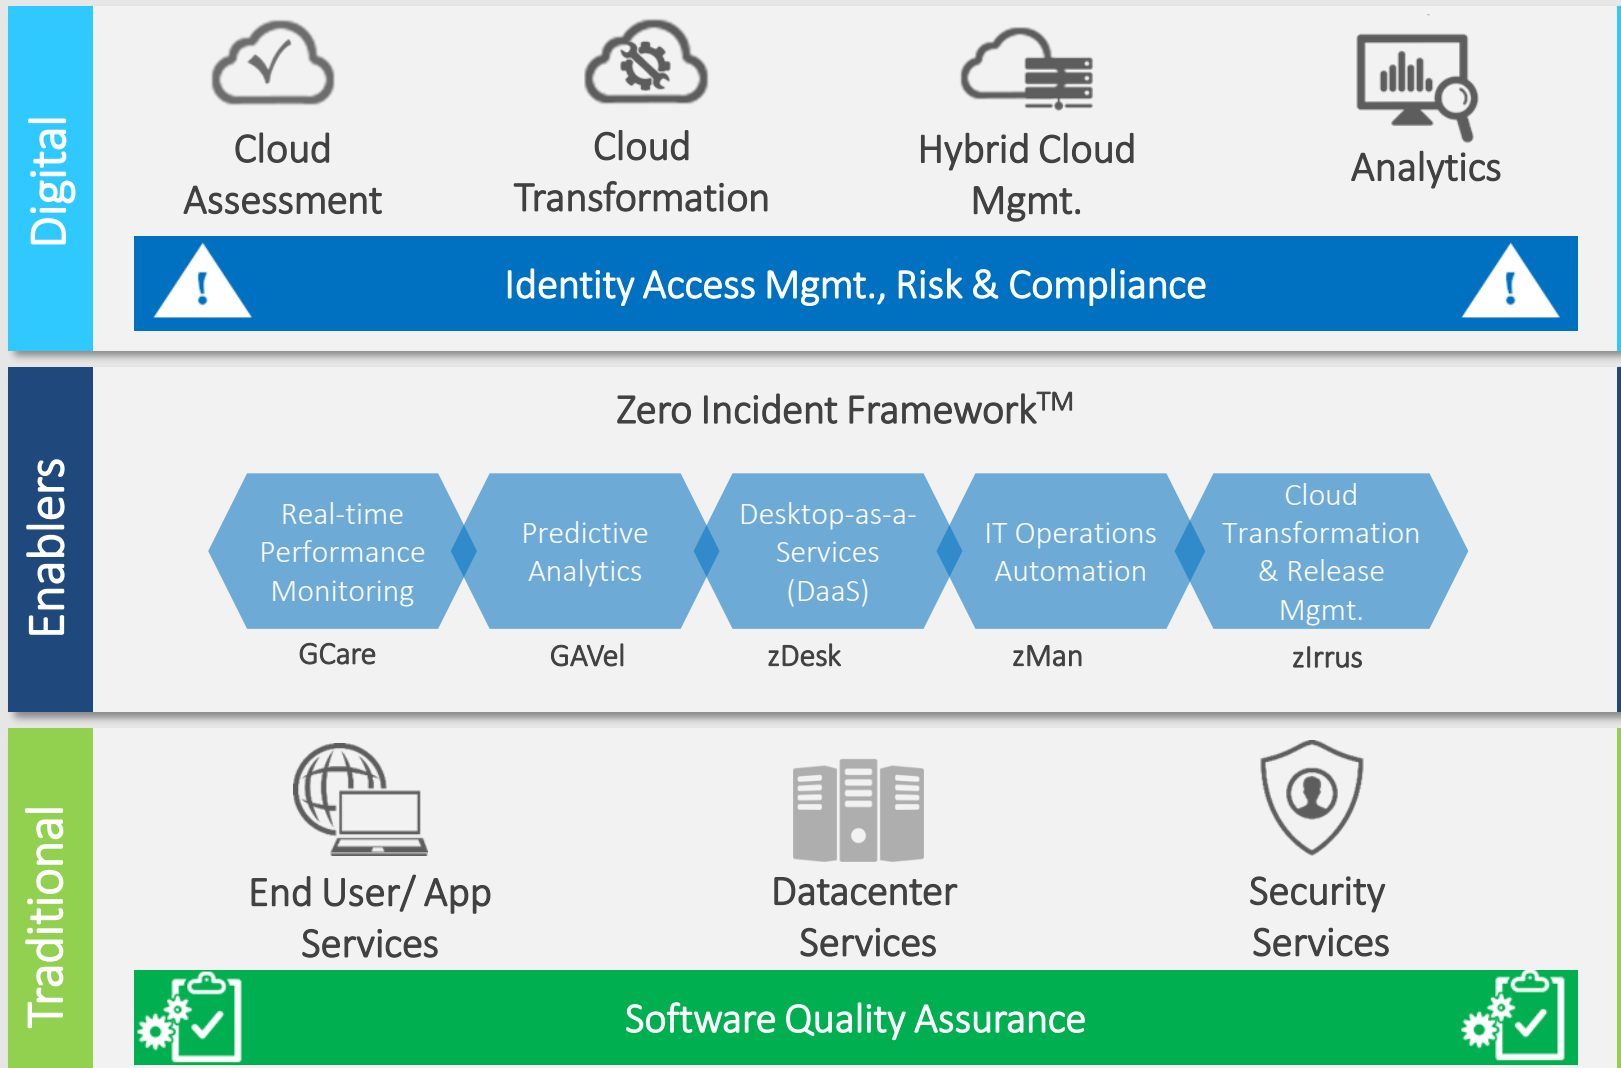 Digital
Cloud
Assessment
Cloud
Transformation
Hybrid Cloud
Mgmt.
Analytics
Identity Access Mgmt., Risk & Compliance
Enablers
Zero Incident Framework™
Real-time
Performance
Monitoring
GCare
Predictive
Analytics
GAVel
Desktop-as-a-
Services
(DaaS)
zDesk
IT Operations
Automation
zMan
Cloud
Transformation
& Release
Mgmt.
zIrrus
Traditional
End User/ App
Services
Datacenter
Services
Security
Services
Software Quality Assurance